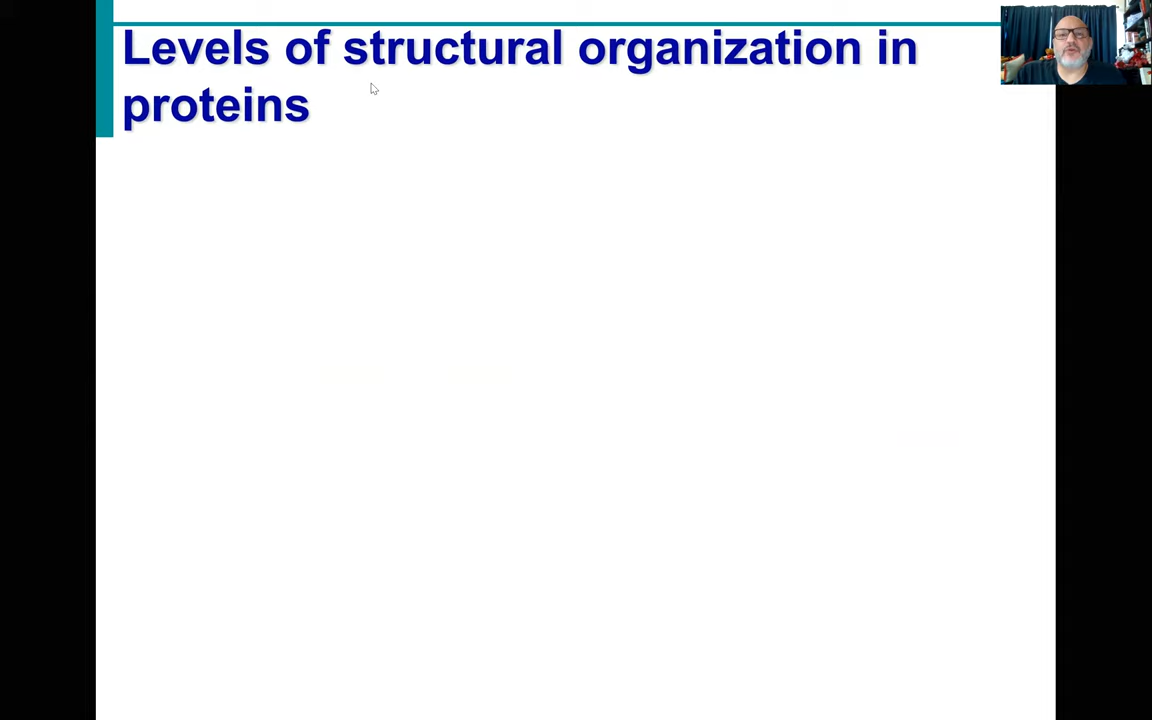 Levels of structural organization in
proteins